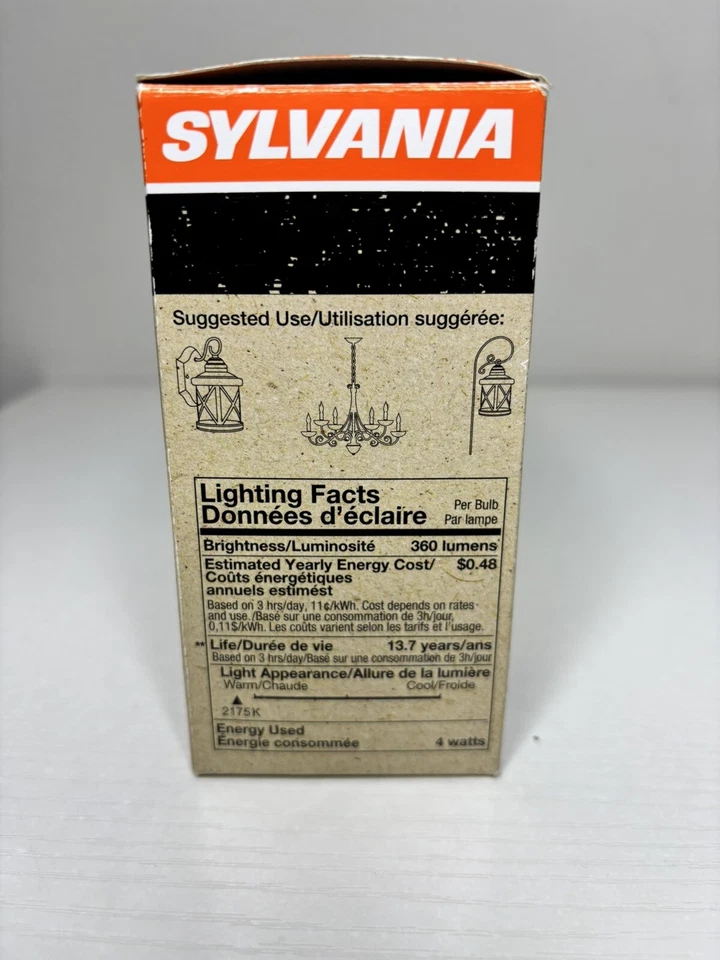 SYLVANIA
Suggested Use/Utilisation suggérée:
Lighting Facts
Données d'éclaire
Per Bulb
Par lampe
Brightness/Luminosité 360 lumens
Estimated Yearly Energy Cost/ $0.48
Coûts énergétiques
annuels estimést
Based on 3 hrs/day, 11¢/kWh. Cost depends on rates
and use./Basé sur une consommation de 3h/jour,
0,11$/kWh. Les coûts varient selon les tarifs et l'usage.
** Life/Durée de vie 13.7 years/ans
Based on 3 hrs/day/Basé sur une consommation de 3h/jour
Light Appearance/Allure de la lumière
Warm/Chaude Cool/Froide
2175K
Energy Used
Énergie consommée 4 watts